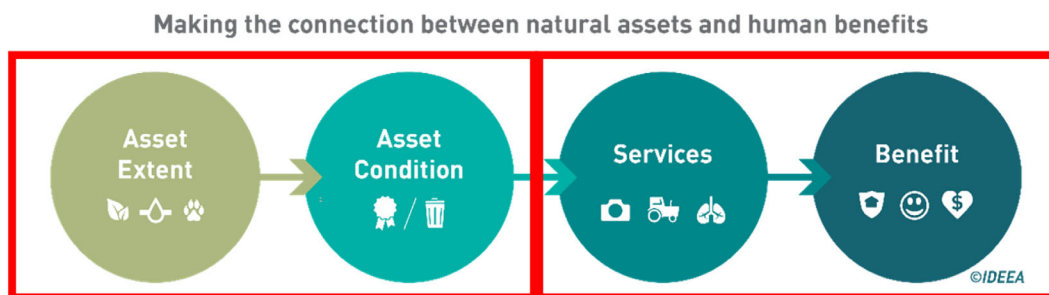 Making the connection between natural assets and human benefits
Asset
Extent
Asset
Condition
Services
Benefit
$
©IDEEA